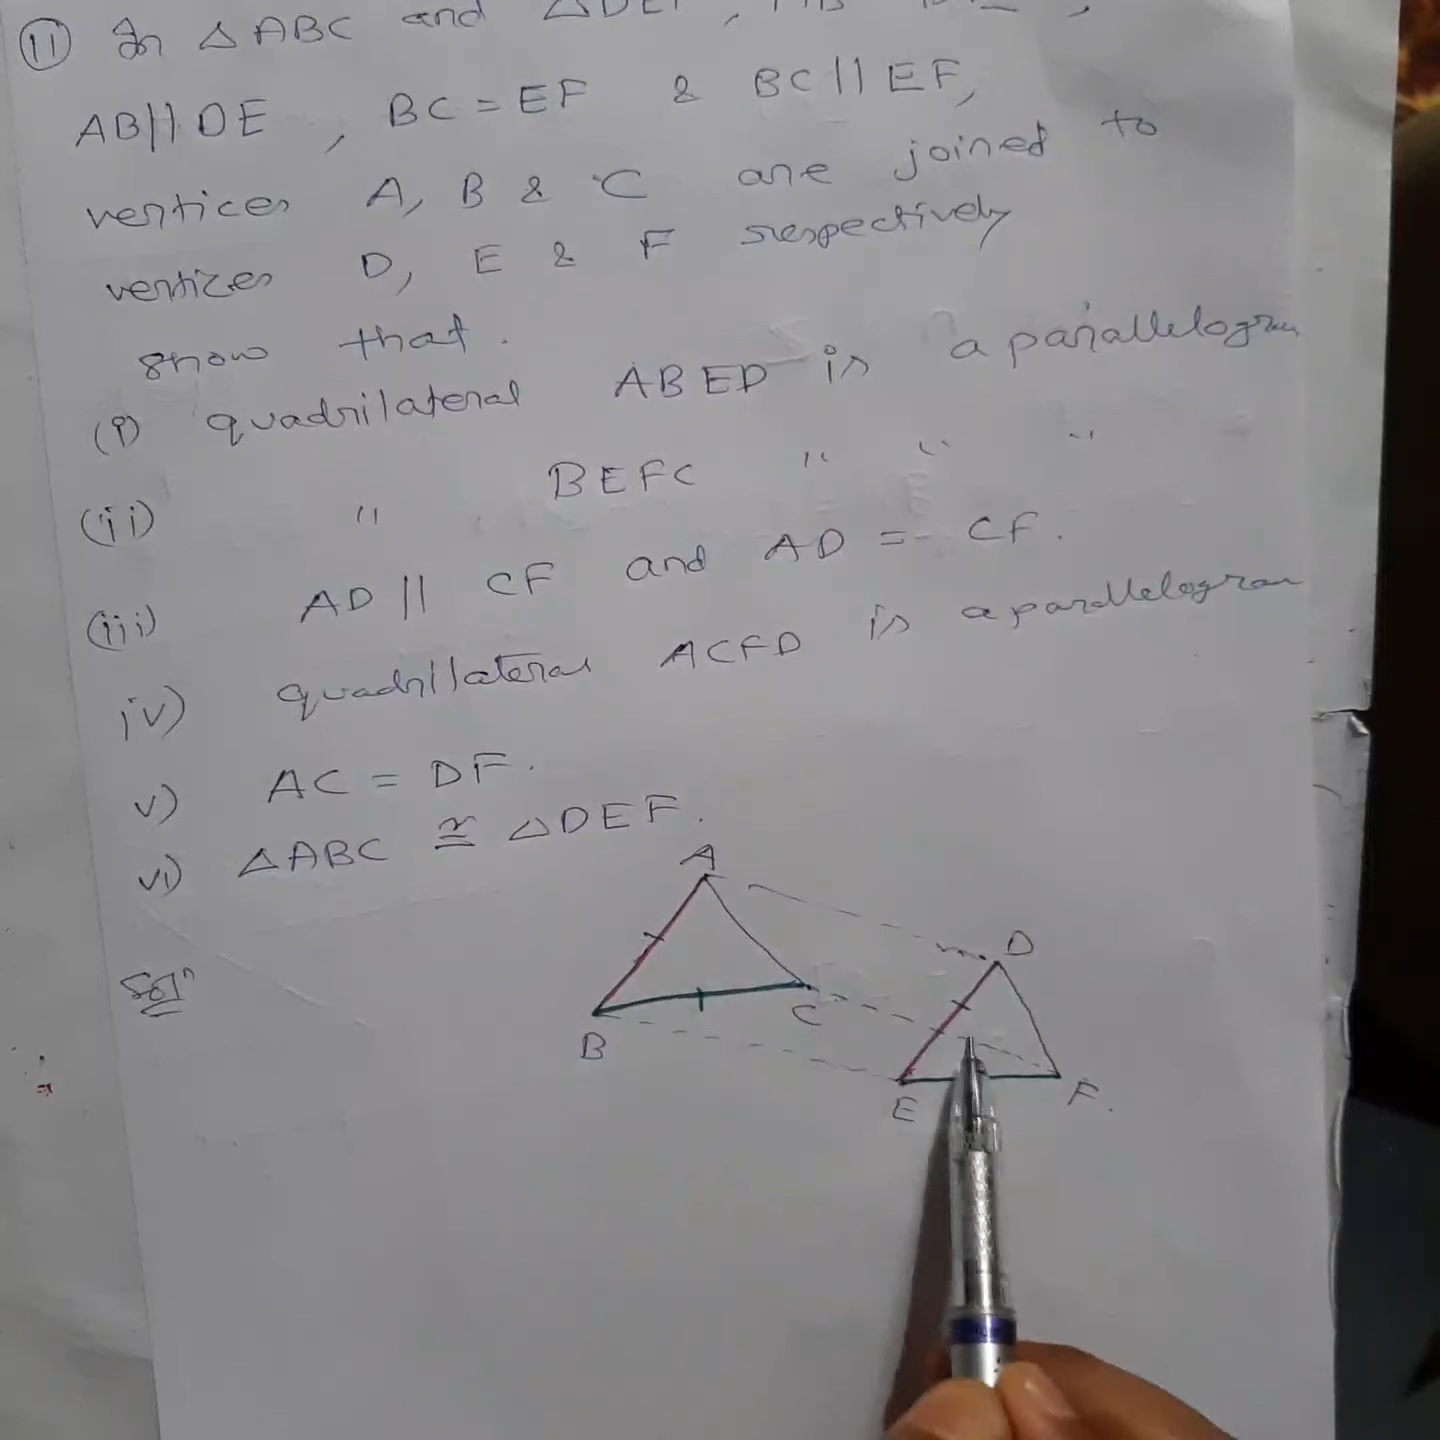 (11) In △ABC and △DEF,
AB||DE, BC=EF & BC||EF,
vertices A, B & C are joined to
vertices D, E & F respectively
show that.
(i) quadrilateral ABED is a parallelogram
(ii) " BEFC " " "
(iii) AD || CF and AD = CF.
iv) quadrilateral ACFD is a parallelogram
v) AC = DF.
vi) △ABC ≅ △DEF.
A
D
Sol^n
C
B
E
F.